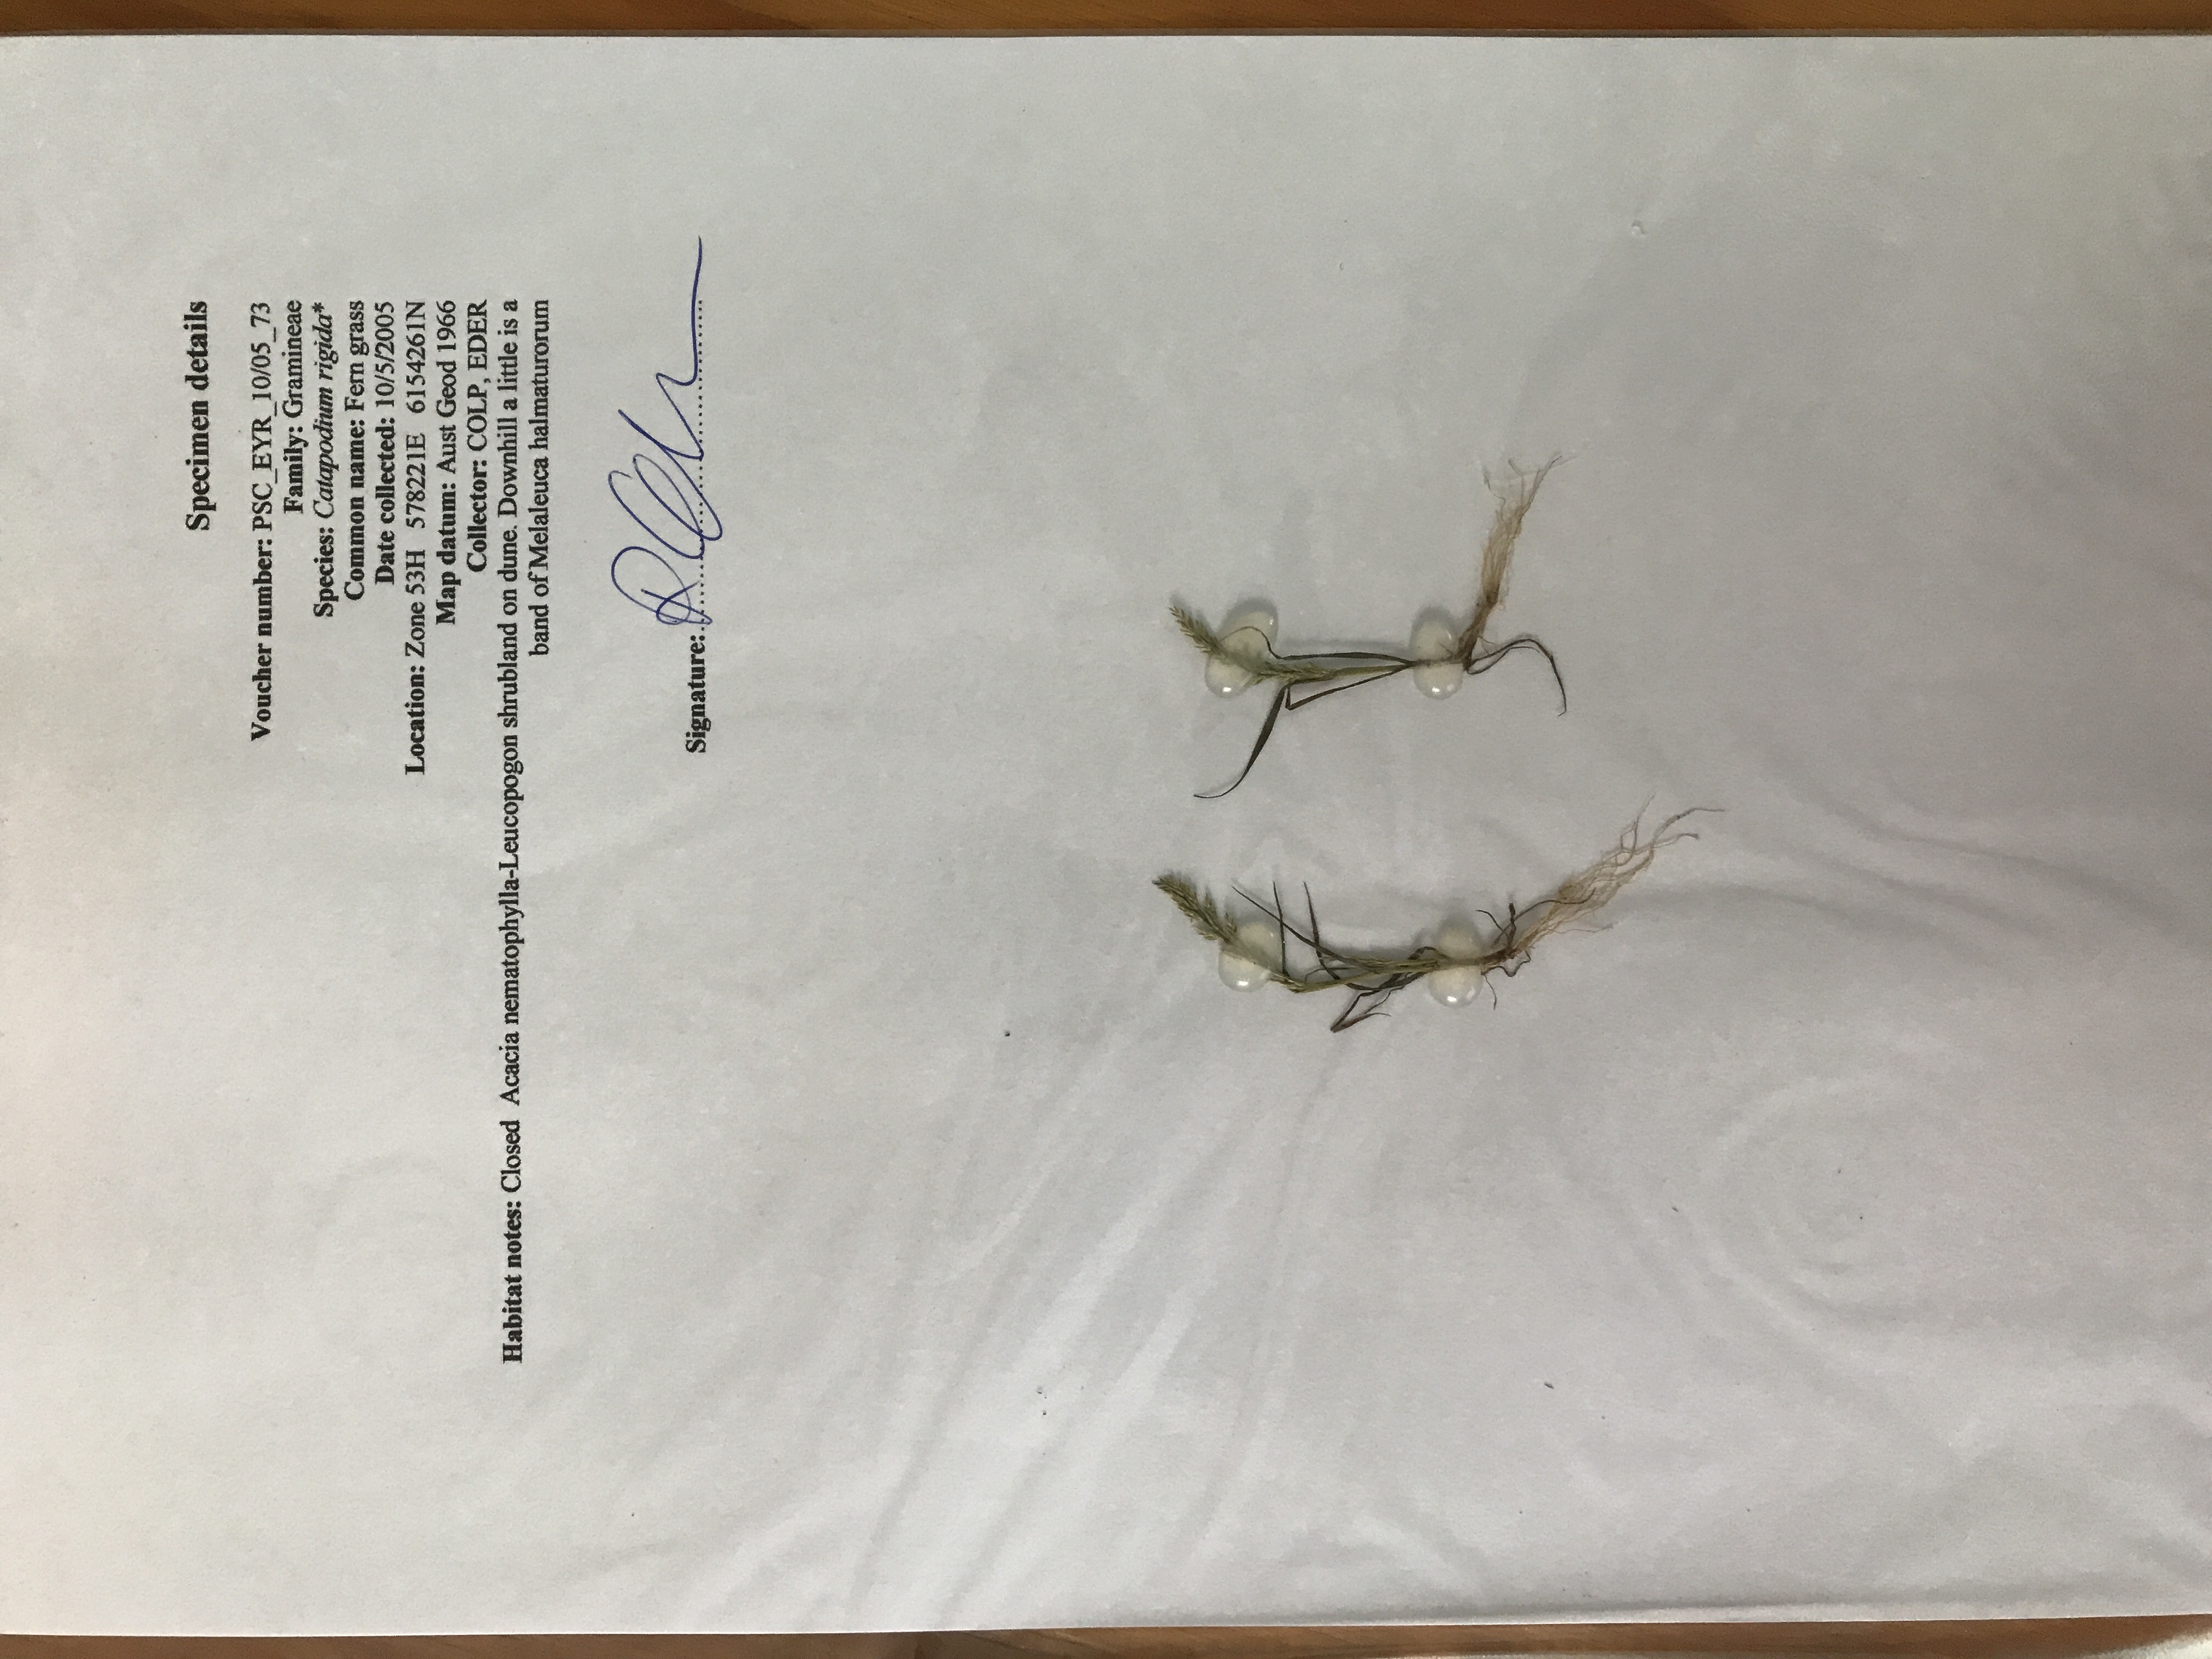 Specimen details
Voucher number: PSC_EYR_10/05_73
Family: Gramineae
Species: Catapodium rigida*
Common name: Fern grass
Date collected: 10/5/2005
Location: Zone 53H 578221E 6154261N
Map datum: Aust Geod 1966
Collector: COLP, EDER
Habitat notes: Closed Acacia nematophylla-Leucopogon shrubland on dune. Downhill a little is a
band of Melaleuca halmaturorum
Signature: